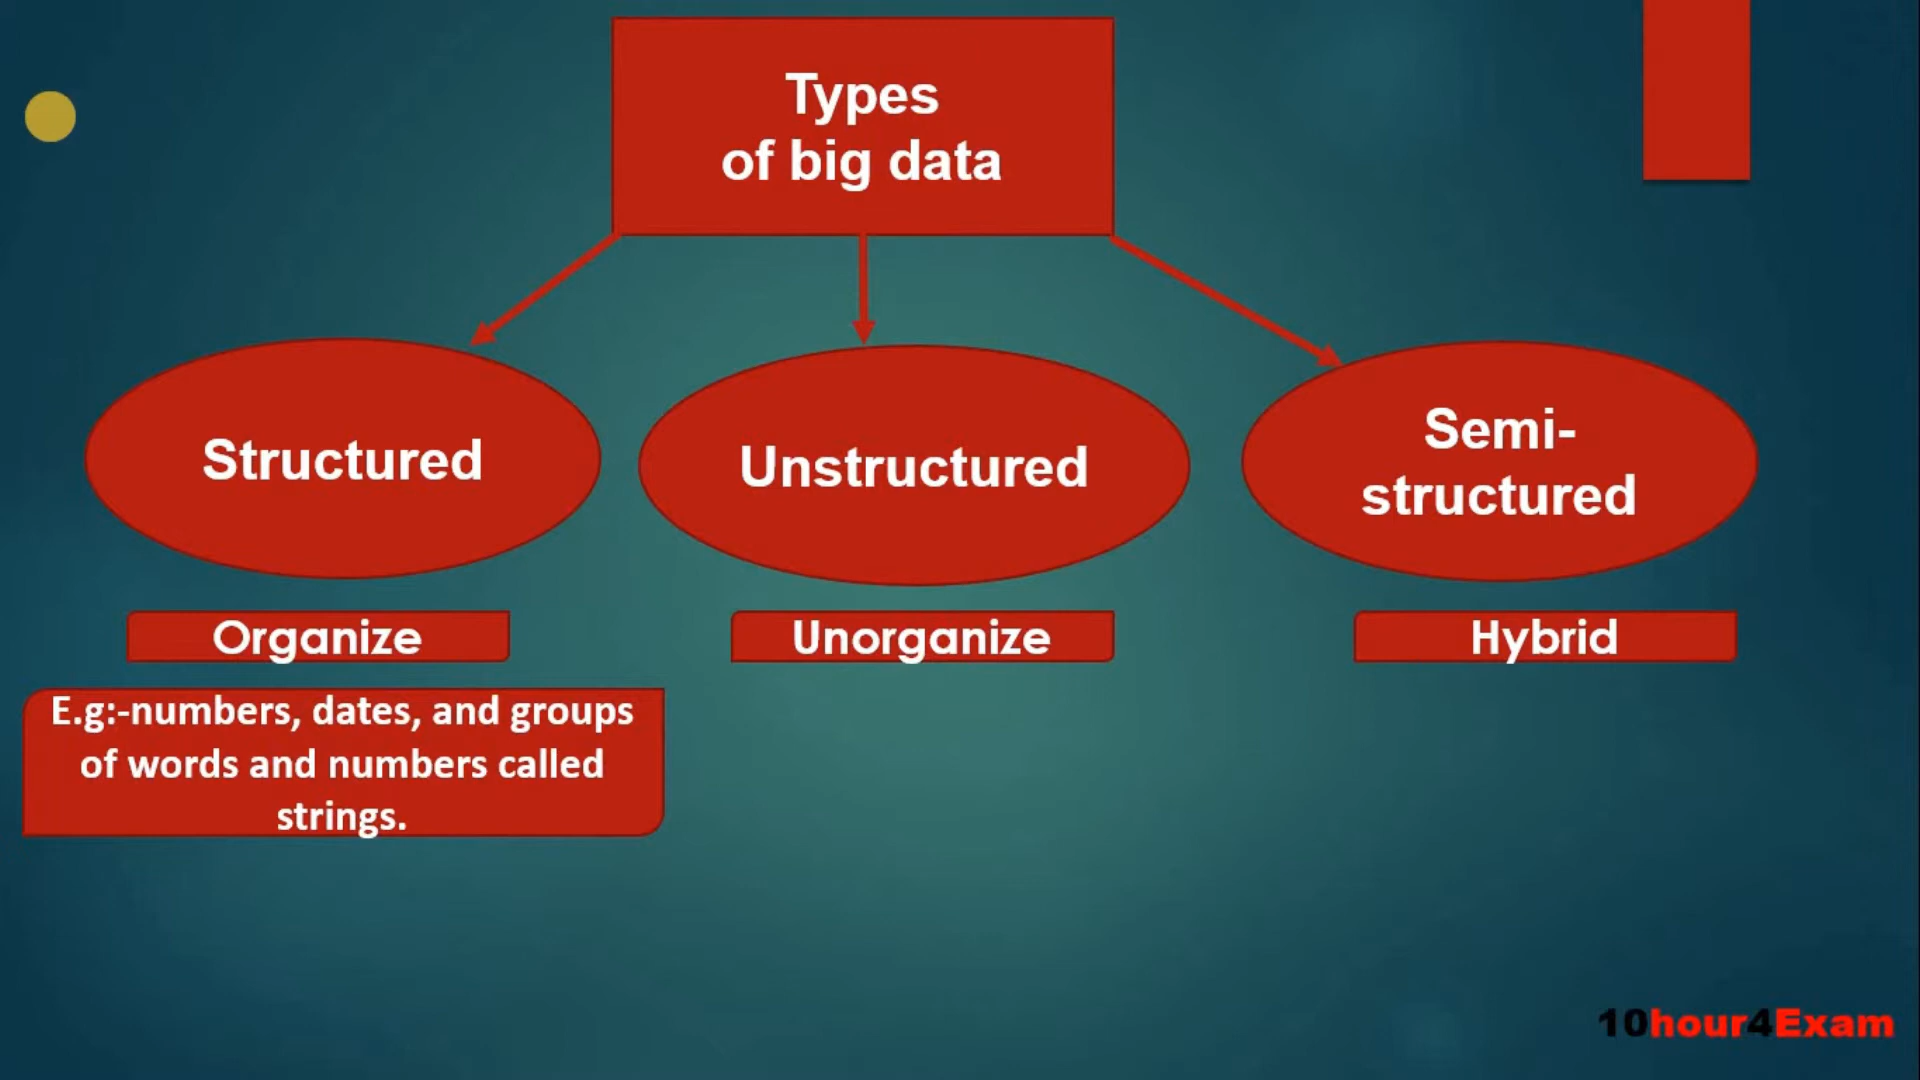 Types
of big data
Structured
Unstructured
Semi-
structured
Organize
Unorganize
Hybrid
E.g:-numbers, dates, and groups
of words and numbers called
strings.
10hour4Exam